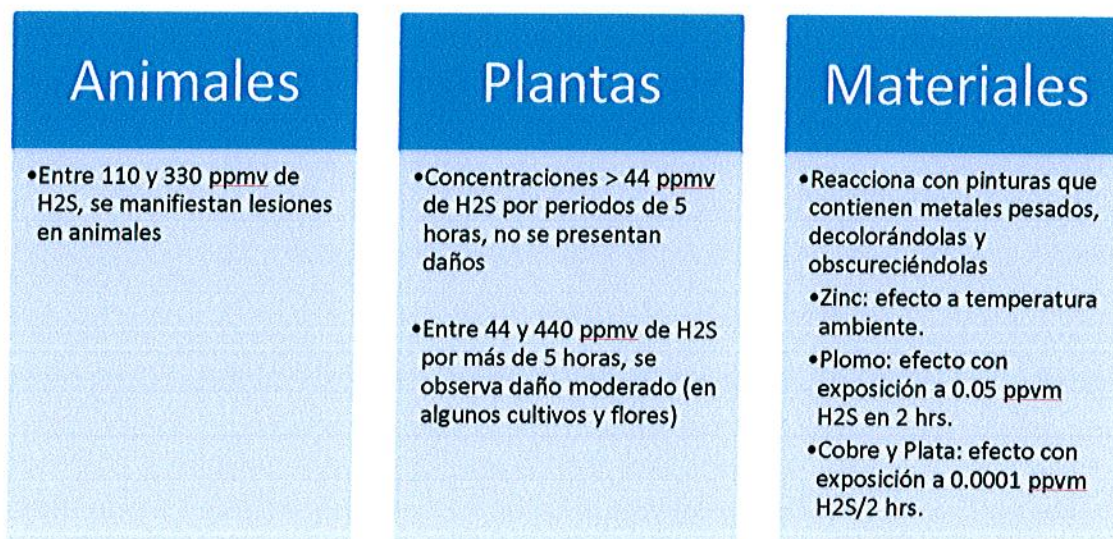 Animales
•Entre 110 y 330 ppmv de
H2S, se manifiestan lesiones
en animales
Plantas
•Concentraciones > 44 ppmv
de H2S por periodos de 5
horas, no se presentan
daños
•Entre 44 y 440 ppmv de H2S
por más de 5 horas, se
observa daño moderado (en
algunos cultivos y flores)
Materiales
•Reacciona con pinturas que
contienen metales pesados,
decolorándolas y
obscureciéndolas
•Zinc: efecto a temperatura
ambiente.
•Plomo: efecto con
exposición a 0.05 ppvm
H2S en 2 hrs.
•Cobre y Plata: efecto con
exposición a 0.0001 ppvm
H2S/2 hrs.